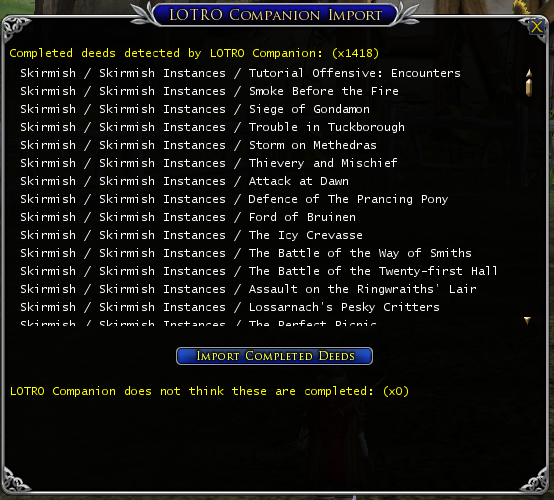 LOTRO Companion Import
X
Completed deeds detected by LOTRO Companion: (x1418)
Skirmish / Skirmish Instances / Tutorial Offensive: Encounters
Skirmish / Skirmish Instances / Smoke Before the Fire
Skirmish / Skirmish Instances / Siege of Gondamon
Skirmish / Skirmish Instances / Trouble in Tuckborough
Skirmish / Skirmish Instances / Storm on Methedras
Skirmish / Skirmish Instances / Thievery and Mischief
Skirmish / Skirmish Instances / Attack at Dawn
Skirmish / Skirmish Instances / Defence of The Prancing Pony
Skirmish / Skirmish Instances / Ford of Bruinen
Skirmish / Skirmish Instances / The Icy Crevasse
Skirmish / Skirmish Instances / The Battle of the Way of Smiths
Skirmish / Skirmish Instances / The Battle of the Twenty-first Hall
Skirmish / Skirmish Instances / Assault on the Ringwraiths' Lair
Skirmish / Skirmish Instances / Lossarnach's Pesky Critters
Skirmish / Skirmish Instances / The Perfect Picnic
Import Completed Deeds
LOTRO Companion does not think these are completed: (x0)